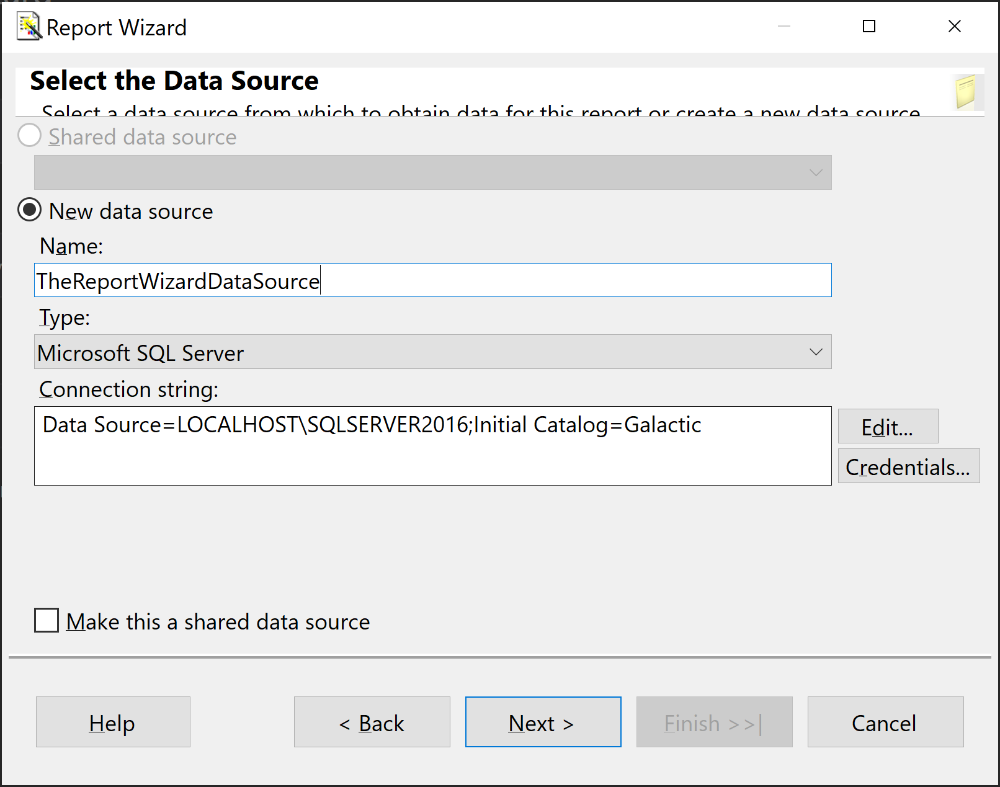 Report Wizard
Select the Data Source
Select a data source from which to obtain data for this report or create a new data source
Shared data source
New data source
Name:
TheReportWizardDataSource
Type:
Microsoft SQL Server
Connection string:
Data Source=LOCALHOST\SQLSERVER2016;Initial Catalog=Galactic
Edit...
Credentials...
Make this a shared data source
Help
< Back
Next >
Finish >>|
Cancel